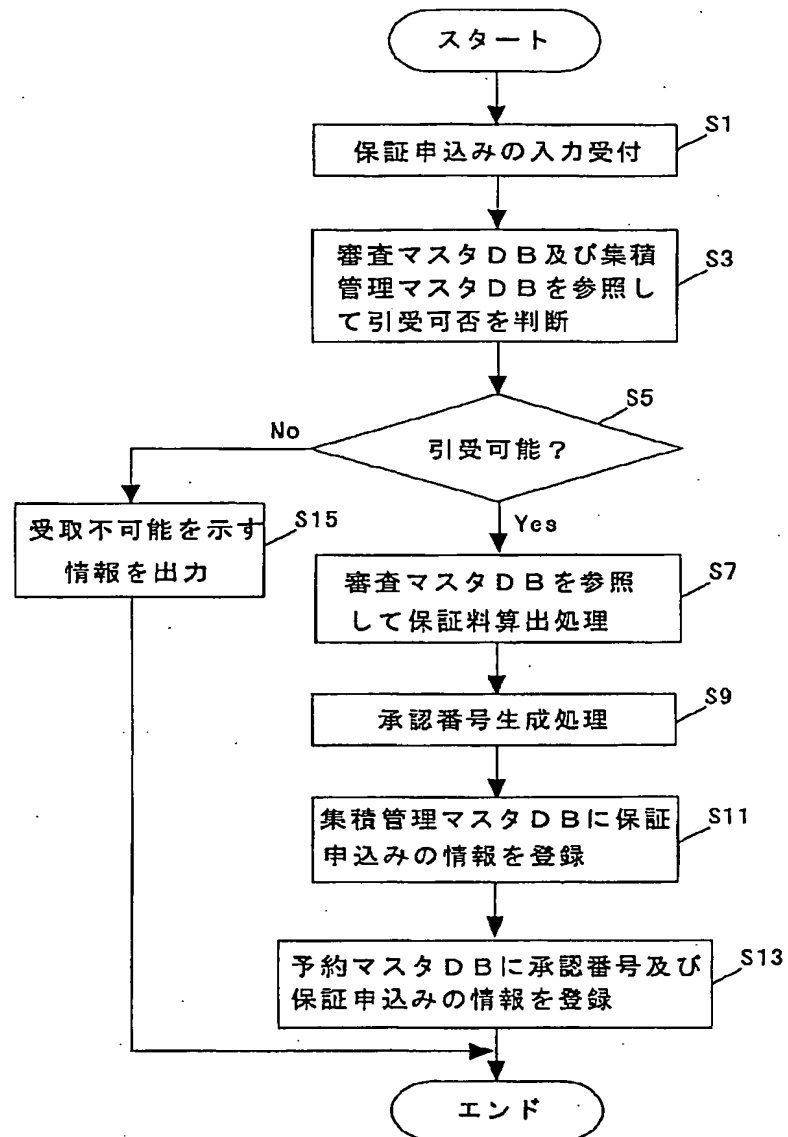 スタート
保証申込みの入力受付
S1
審査マスタDB及び集積
管理マスタDBを参照し
て引受可否を判断
S3
引受可能?
S5
No
Yes
受取不可能を示す
情報を出力
S15
審査マスタDBを参照
して保証料算出処理
S7
承認番号生成処理
S9
集積管理マスタDBに保証
申込みの情報を登録
S11
予約マスタDBに承認番号及び
保証申込みの情報を登録
S13
エンド